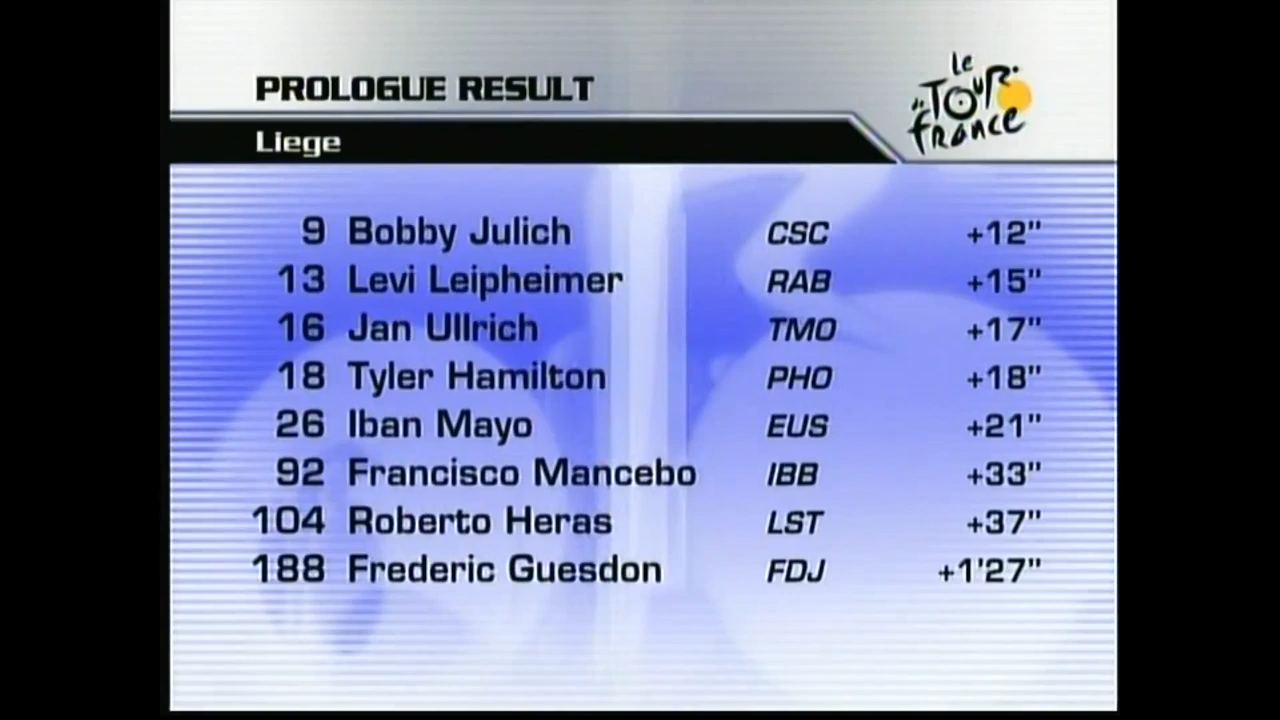 PROLOGUE RESULT
Le
TOUR
de
FRANCE
Liege
9 Bobby Julich CSC +12"
13 Levi Leipheimer RAB +15"
16 Jan Ullrich TMO +17"
18 Tyler Hamilton PHO +18"
26 Iban Mayo EUS +21"
92 Francisco Mancebo IBB +33"
104 Roberto Heras LST +37"
188 Frederic Guesdon FDJ +1'27"